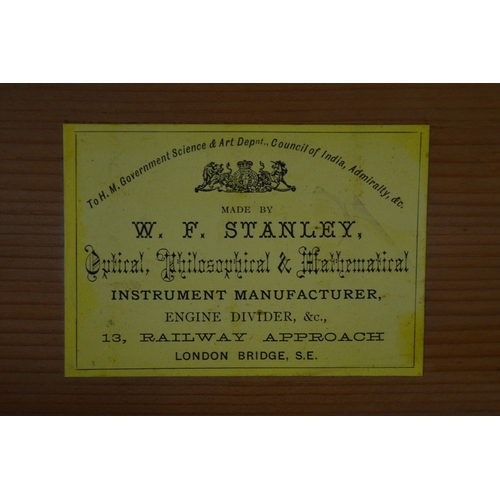 To H. M. Government Science & Art Depnt., Council of India, Admiralty, &c.
MADE BY
W. F. STANLEY,
Optical, Philosophical & Mathematical
INSTRUMENT MANUFACTURER,
ENGINE DIVIDER, &c.,
13, RAILWAY APPROACH
LONDON BRIDGE, S.E.